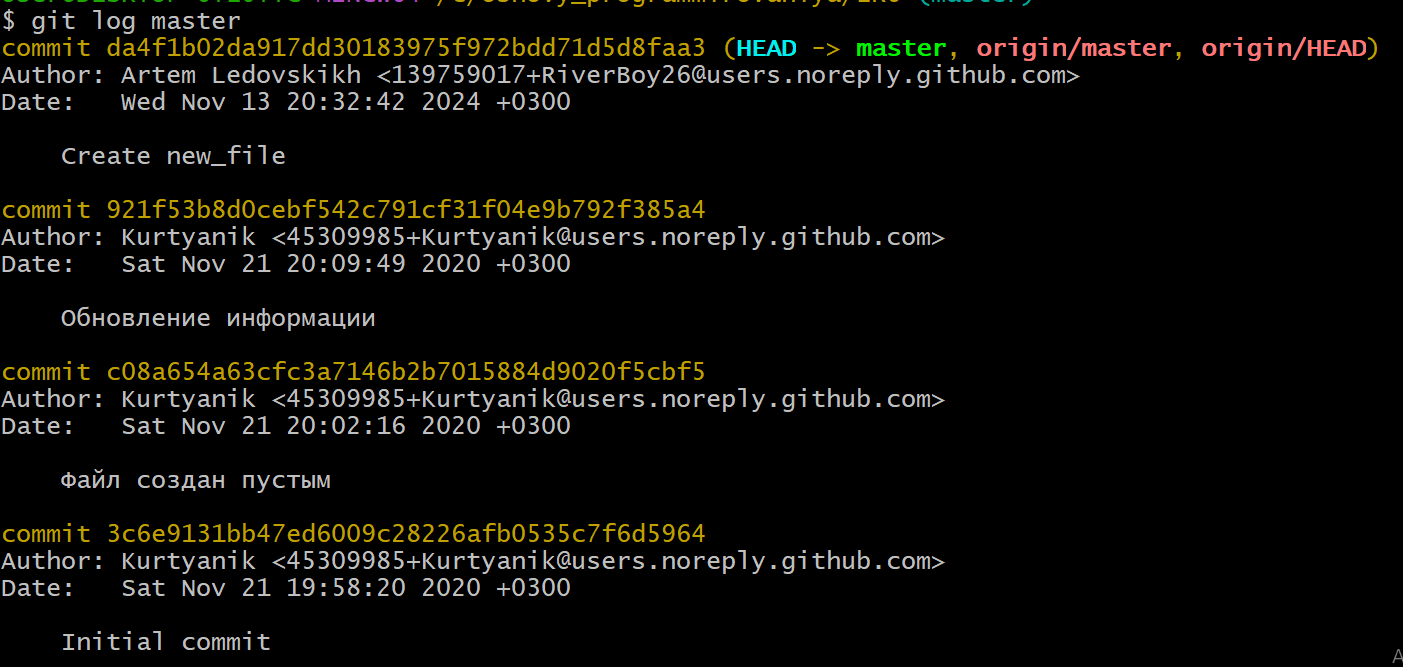 $ git log master
commit da4f1b02da917dd30183975f972bdd71d5d8faa3 (HEAD -> master, origin/master, origin/HEAD)
Author: Artem Ledovskikh <139759017+RiverBoy26@users.noreply.github.com>
Date:   Wed Nov 13 20:32:42 2024 +0300
Create new_file
commit 921f53b8d0cebf542c791cf31f04e9b792f385a4
Author: Kurtyanik <45309985+Kurtyanik@users.noreply.github.com>
Date:   Sat Nov 21 20:09:49 2020 +0300
Обновление информации
commit c08a654a63cfc3a7146b2b7015884d9020f5cbf5
Author: Kurtyanik <45309985+Kurtyanik@users.noreply.github.com>
Date:   Sat Nov 21 20:02:16 2020 +0300
Файл создан пустым
commit 3c6e9131bb47ed6009c28226afb0535c7f6d5964
Author: Kurtyanik <45309985+Kurtyanik@users.noreply.github.com>
Date:   Sat Nov 21 19:58:20 2020 +0300
Initial commit